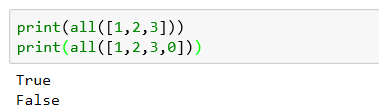 print(all([1,2,3]))
print(all([1,2,3,0]))
True
False